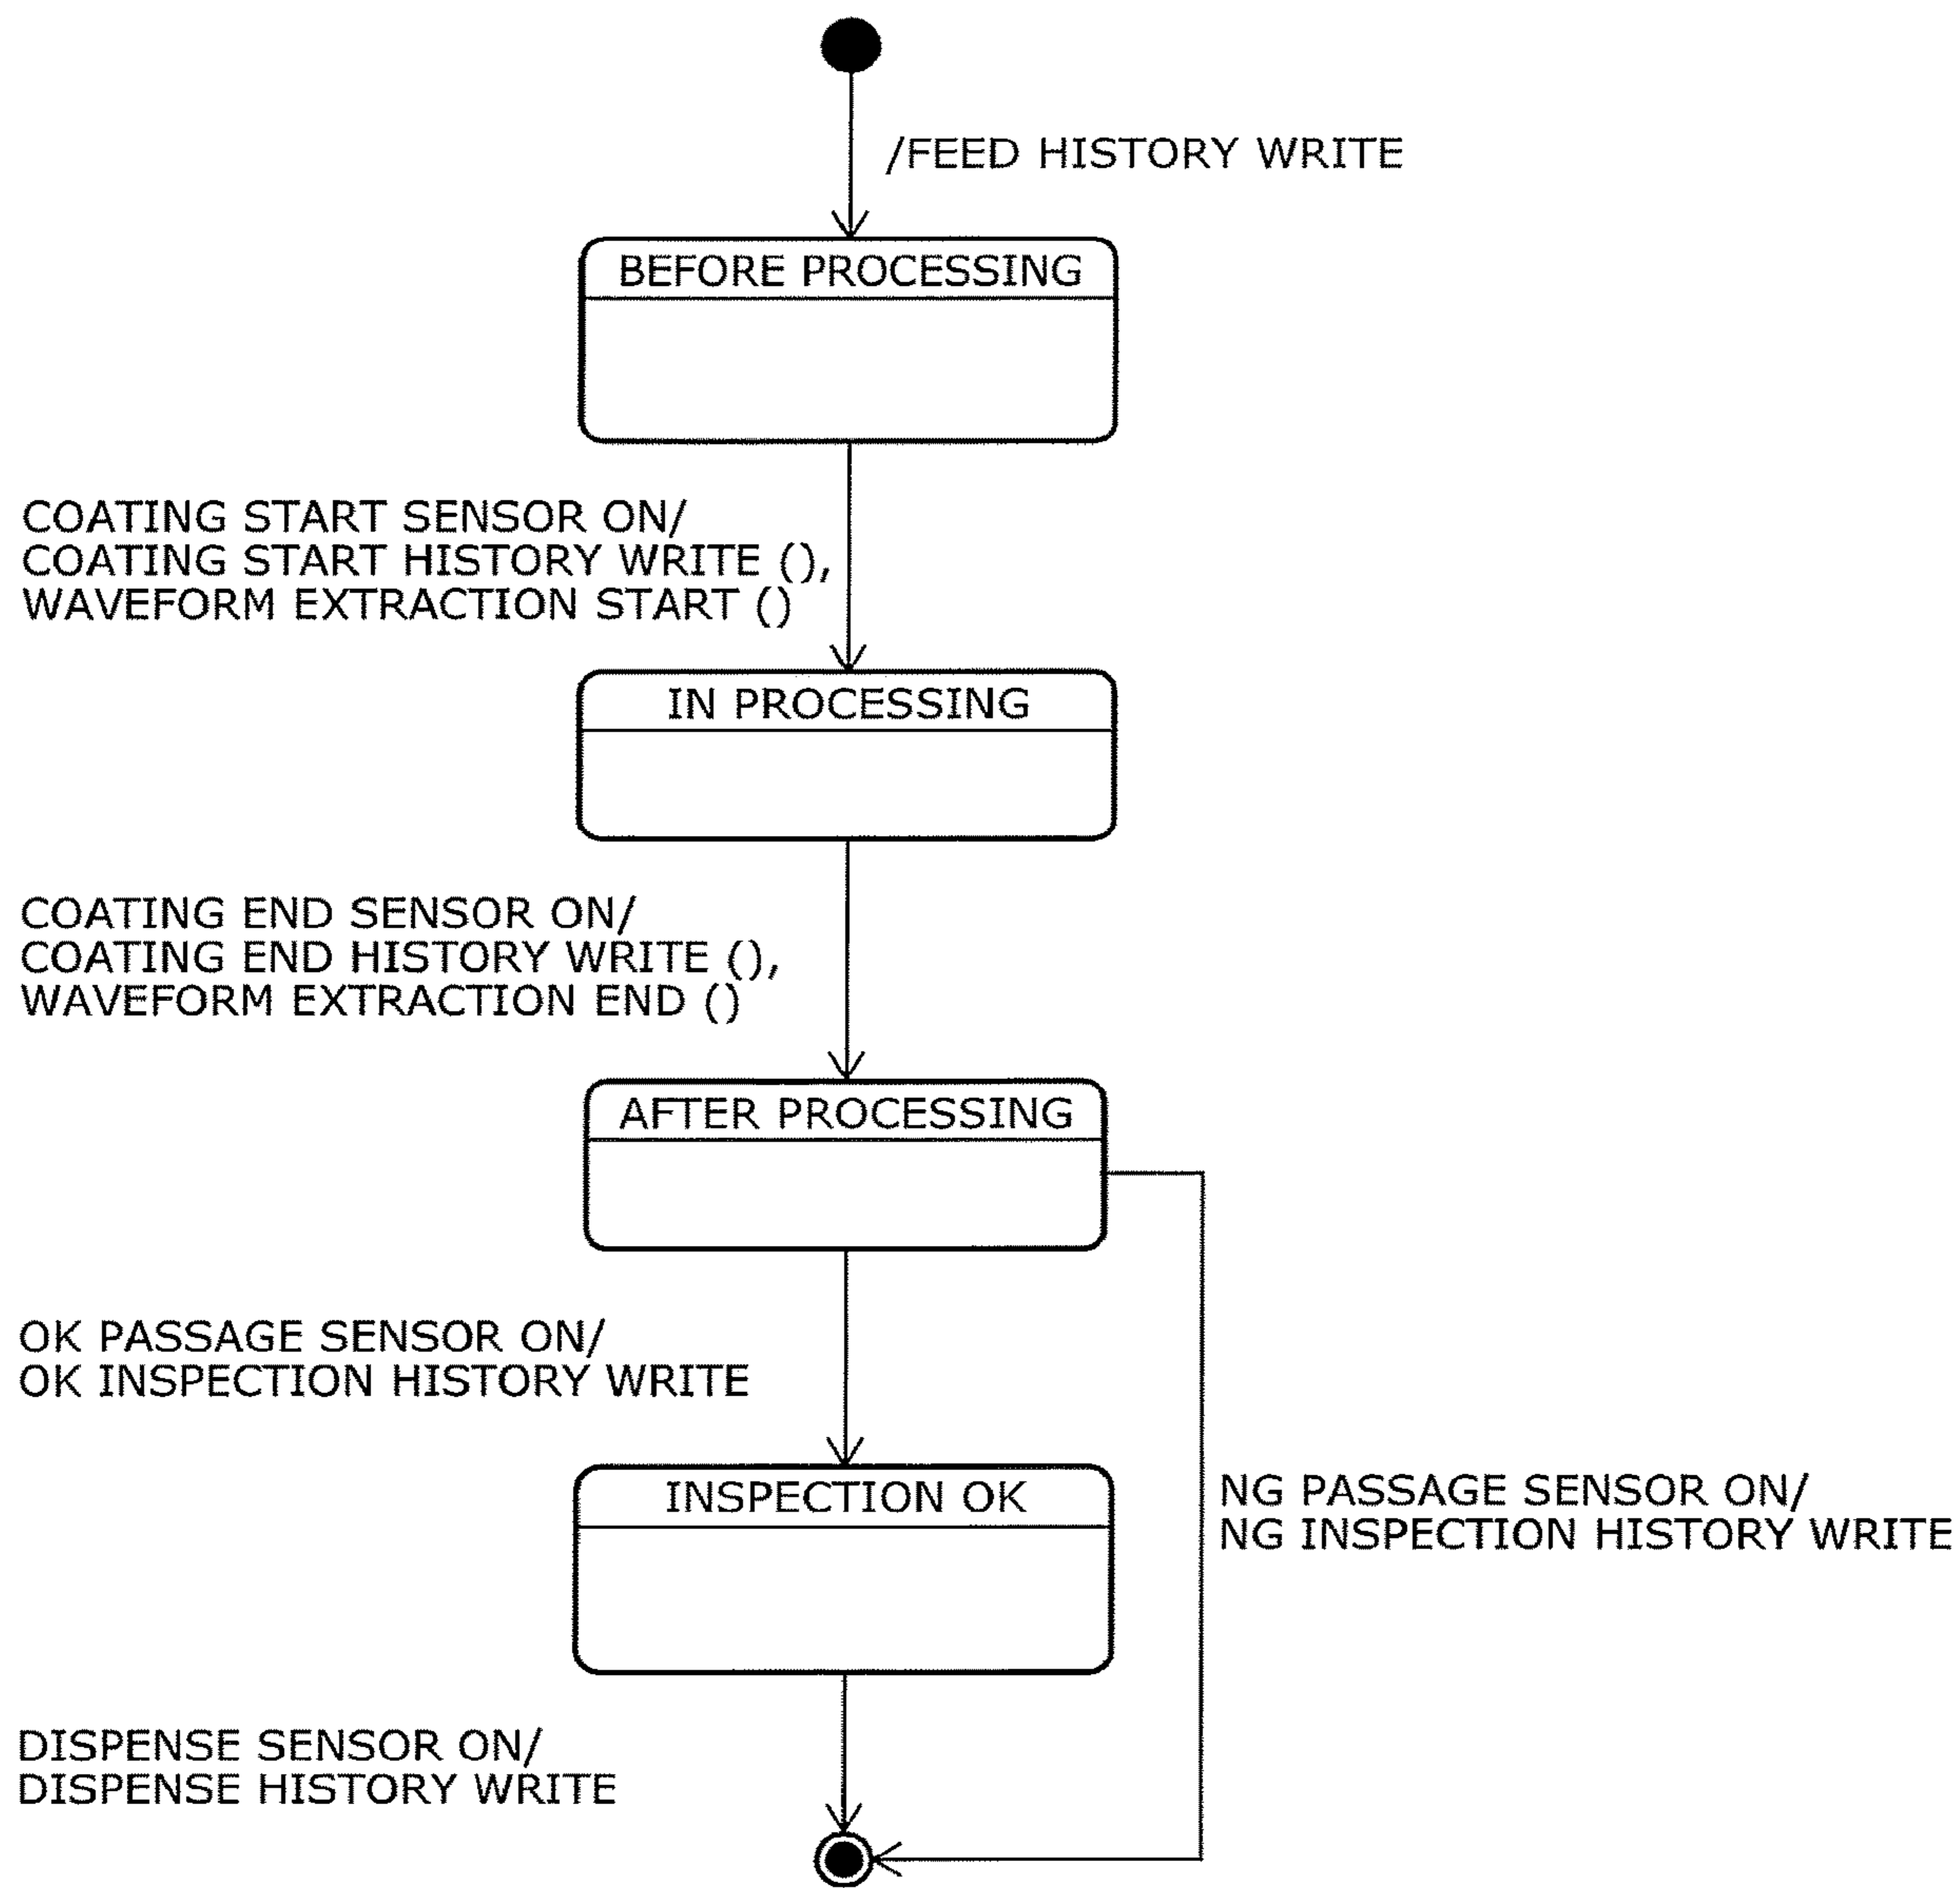 /FEED HISTORY WRITE
BEFORE PROCESSING
COATING START SENSOR ON/
COATING START HISTORY WRITE (),
WAVEFORM EXTRACTION START ()
IN PROCESSING
COATING END SENSOR ON/
COATING END HISTORY WRITE (),
WAVEFORM EXTRACTION END ()
AFTER PROCESSING
OK PASSAGE SENSOR ON/
OK INSPECTION HISTORY WRITE
INSPECTION OK
NG PASSAGE SENSOR ON/
NG INSPECTION HISTORY WRITE
DISPENSE SENSOR ON/
DISPENSE HISTORY WRITE